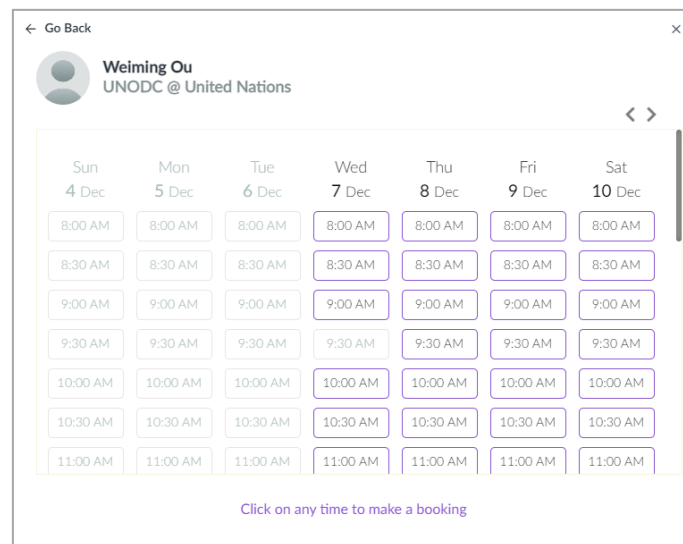 ← Go Back ×
Weiming Ou
UNODC @ United Nations
Sun Mon Tue Wed Thu Fri Sat
4 Dec 5 Dec 6 Dec 7 Dec 8 Dec 9 Dec 10 Dec
8:00 AM 8:00 AM 8:00 AM 8:00 AM 8:00 AM 8:00 AM 8:00 AM
8:30 AM 8:30 AM 8:30 AM 8:30 AM 8:30 AM 8:30 AM 8:30 AM
9:00 AM 9:00 AM 9:00 AM 9:00 AM 9:00 AM 9:00 AM 9:00 AM
9:30 AM 9:30 AM 9:30 AM 9:30 AM 9:30 AM 9:30 AM 9:30 AM
10:00 AM 10:00 AM 10:00 AM 10:00 AM 10:00 AM 10:00 AM 10:00 AM
10:30 AM 10:30 AM 10:30 AM 10:30 AM 10:30 AM 10:30 AM 10:30 AM
11:00 AM 11:00 AM 11:00 AM 11:00 AM 11:00 AM 11:00 AM 11:00 AM
Click on any time to make a booking